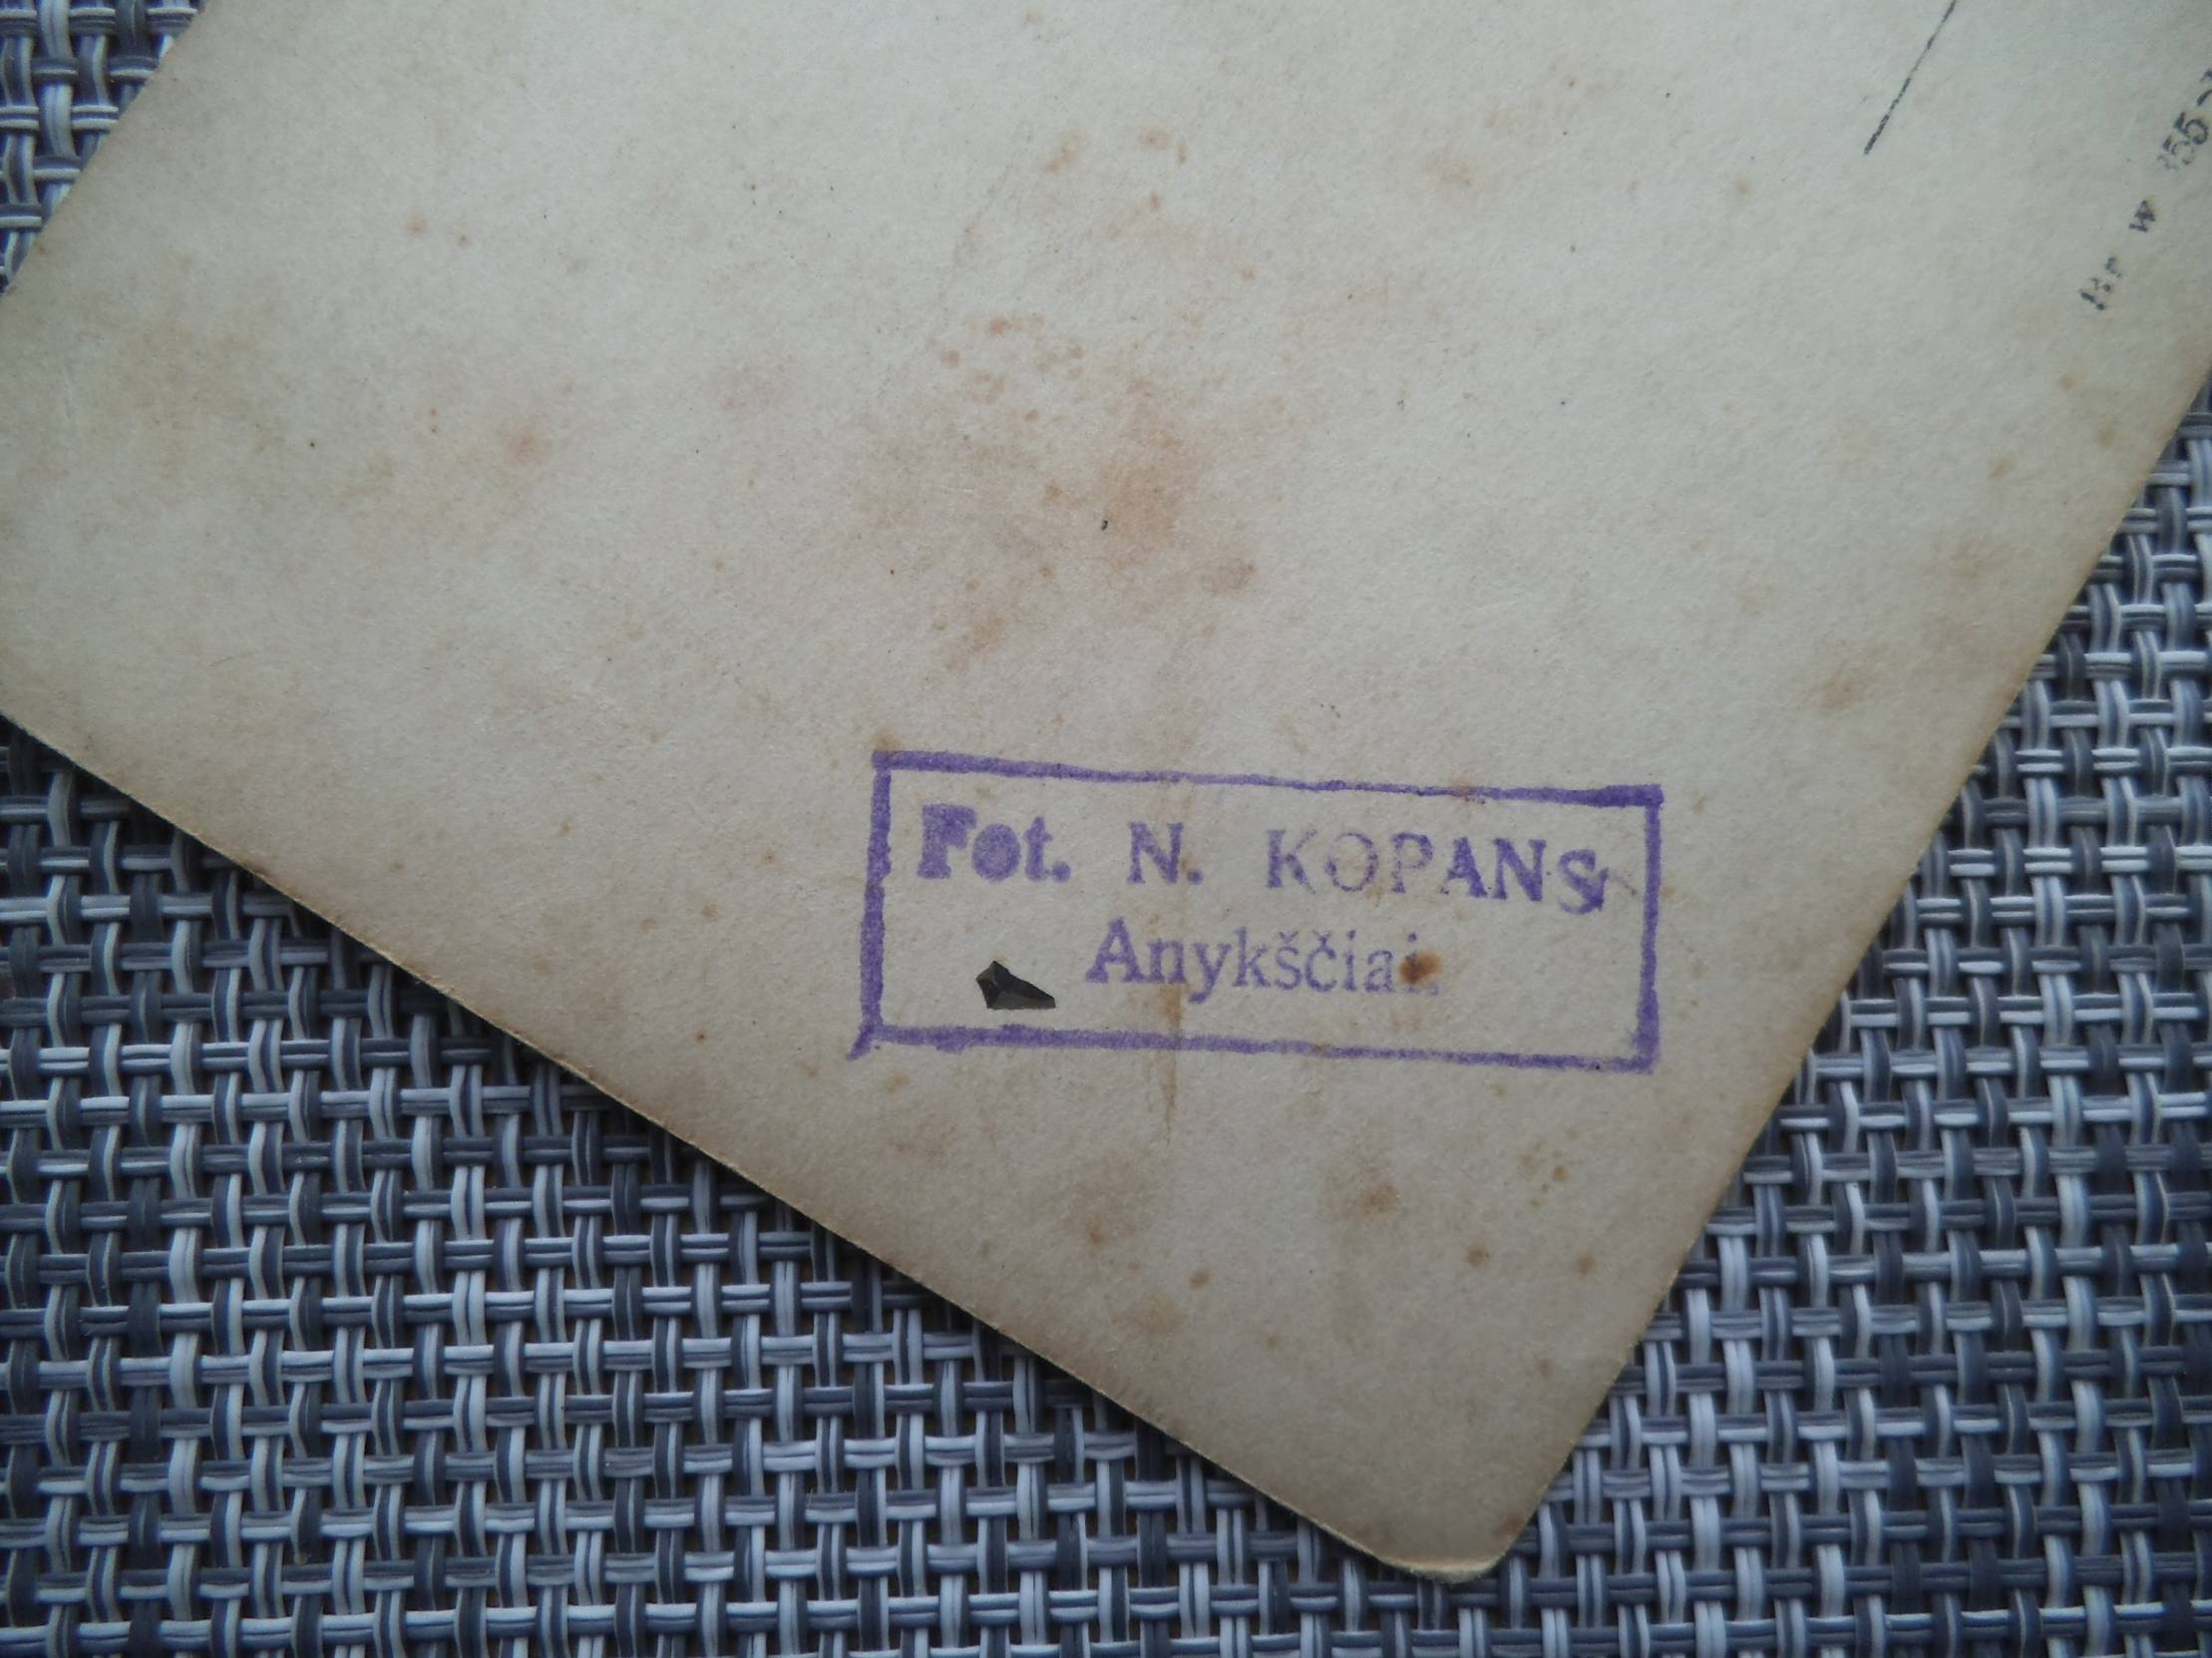 Fot. N. KOPANS
Anykščiai.